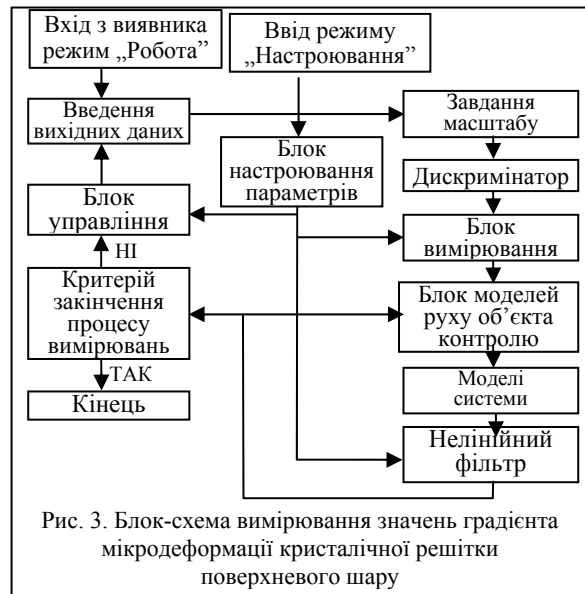 Вхід з виявника
режим „Робота”
Ввід режиму
„Настроювання”
Введення
вихідних даних
Завдання
масштабу
Блок
настроювання
параметрів
Дискримінатор
Блок
управління
Блок
вимірювання
НІ
Критерій
закінчення
процесу
вимірювань
Блок моделей
руху об’єкта
контролю
ТАК
Кінець
Моделі
системи
Нелінійний
фільтр
Рис. 3. Блок-схема вимірювання значень градієнта
мікродеформації кристалічної решітки
поверхневого шару